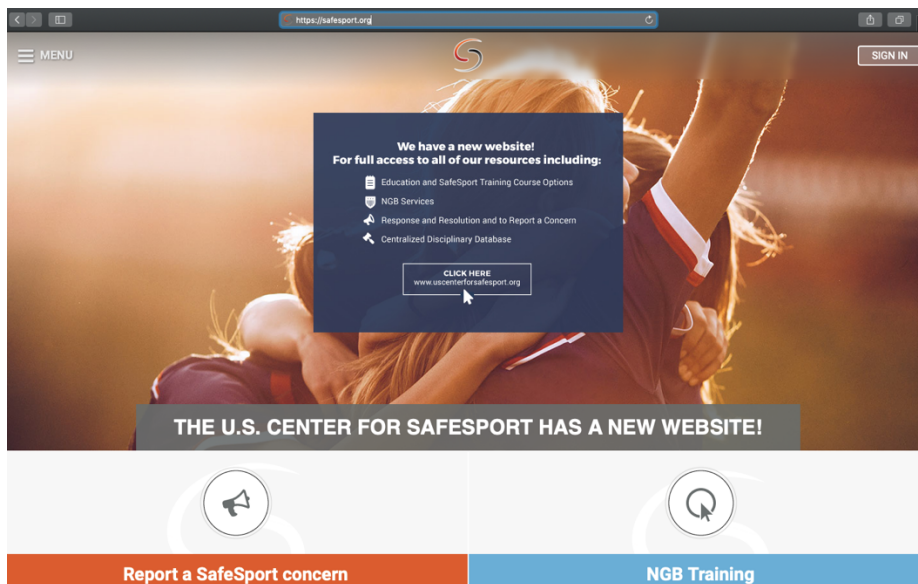 https://safesport.org
MENU
SIGN IN
We have a new website!
For full access to all of our resources including:
Education and SafeSport Training Course Options
NGB Services
Response and Resolution and to Report a Concern
Centralized Disciplinary Database
CLICK HERE
www.uscenterforsafesport.org
THE U.S. CENTER FOR SAFESPORT HAS A NEW WEBSITE!
Report a SafeSport concern
NGB Training